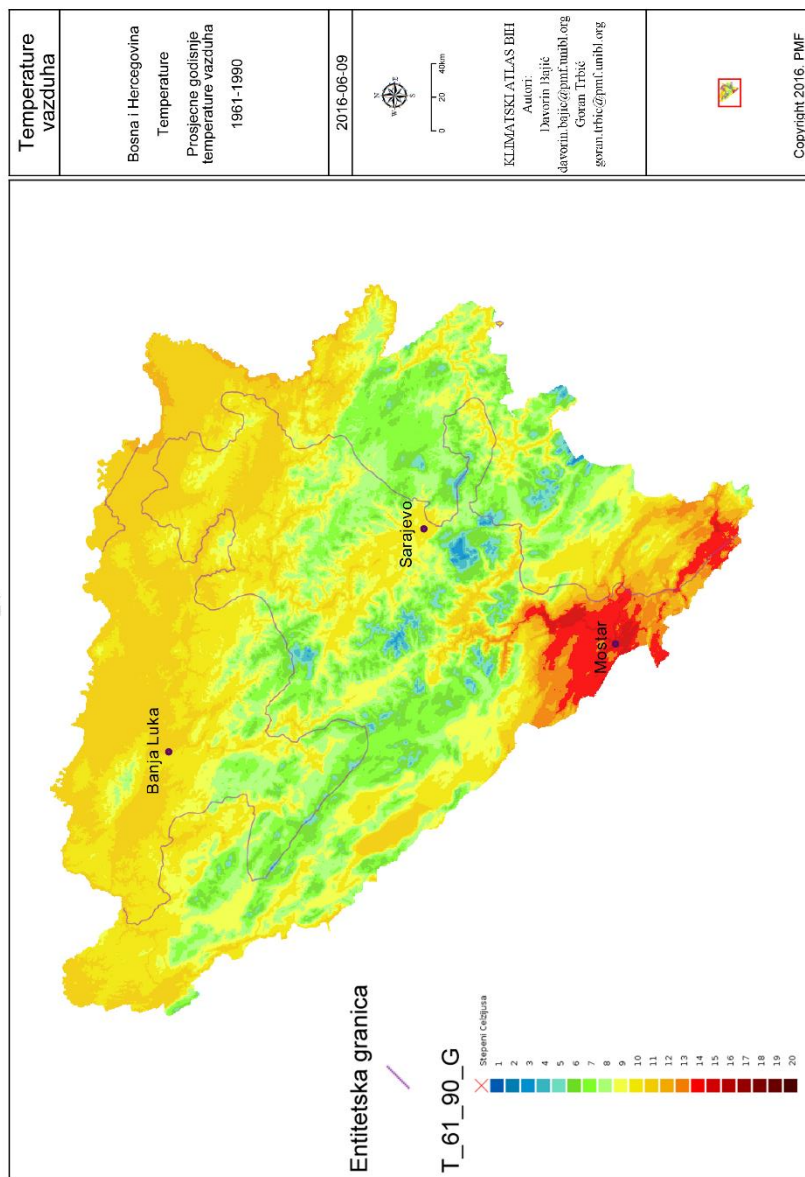 Temperature
vazduha
Bosna i Hercegovina
Temperature
Prosjecne godisnje
temperature vazduha
1961-1990
2016-06-09
N
W E
S
0 20 40km
KLIMATSKI ATLAS BIH
Autori:
Davorin Bajić
davorin.bajic@pmf.unibl.org
Goran Trbić
goran.trbic@pmf.unibl.org
Copyright 2016, PMF
Banja Luka
Sarajevo
Mostar
Entitetska granica
T_61_90_G
Stepeni Celzijusa
1
2
3
4
5
6
7
8
9
10
11
12
13
14
15
16
17
18
19
20